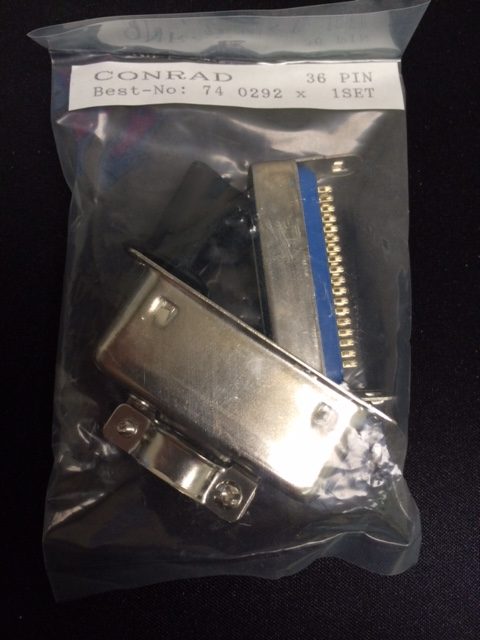 CONRAD 36 PIN
Best-No: 74 0292 x 1SET